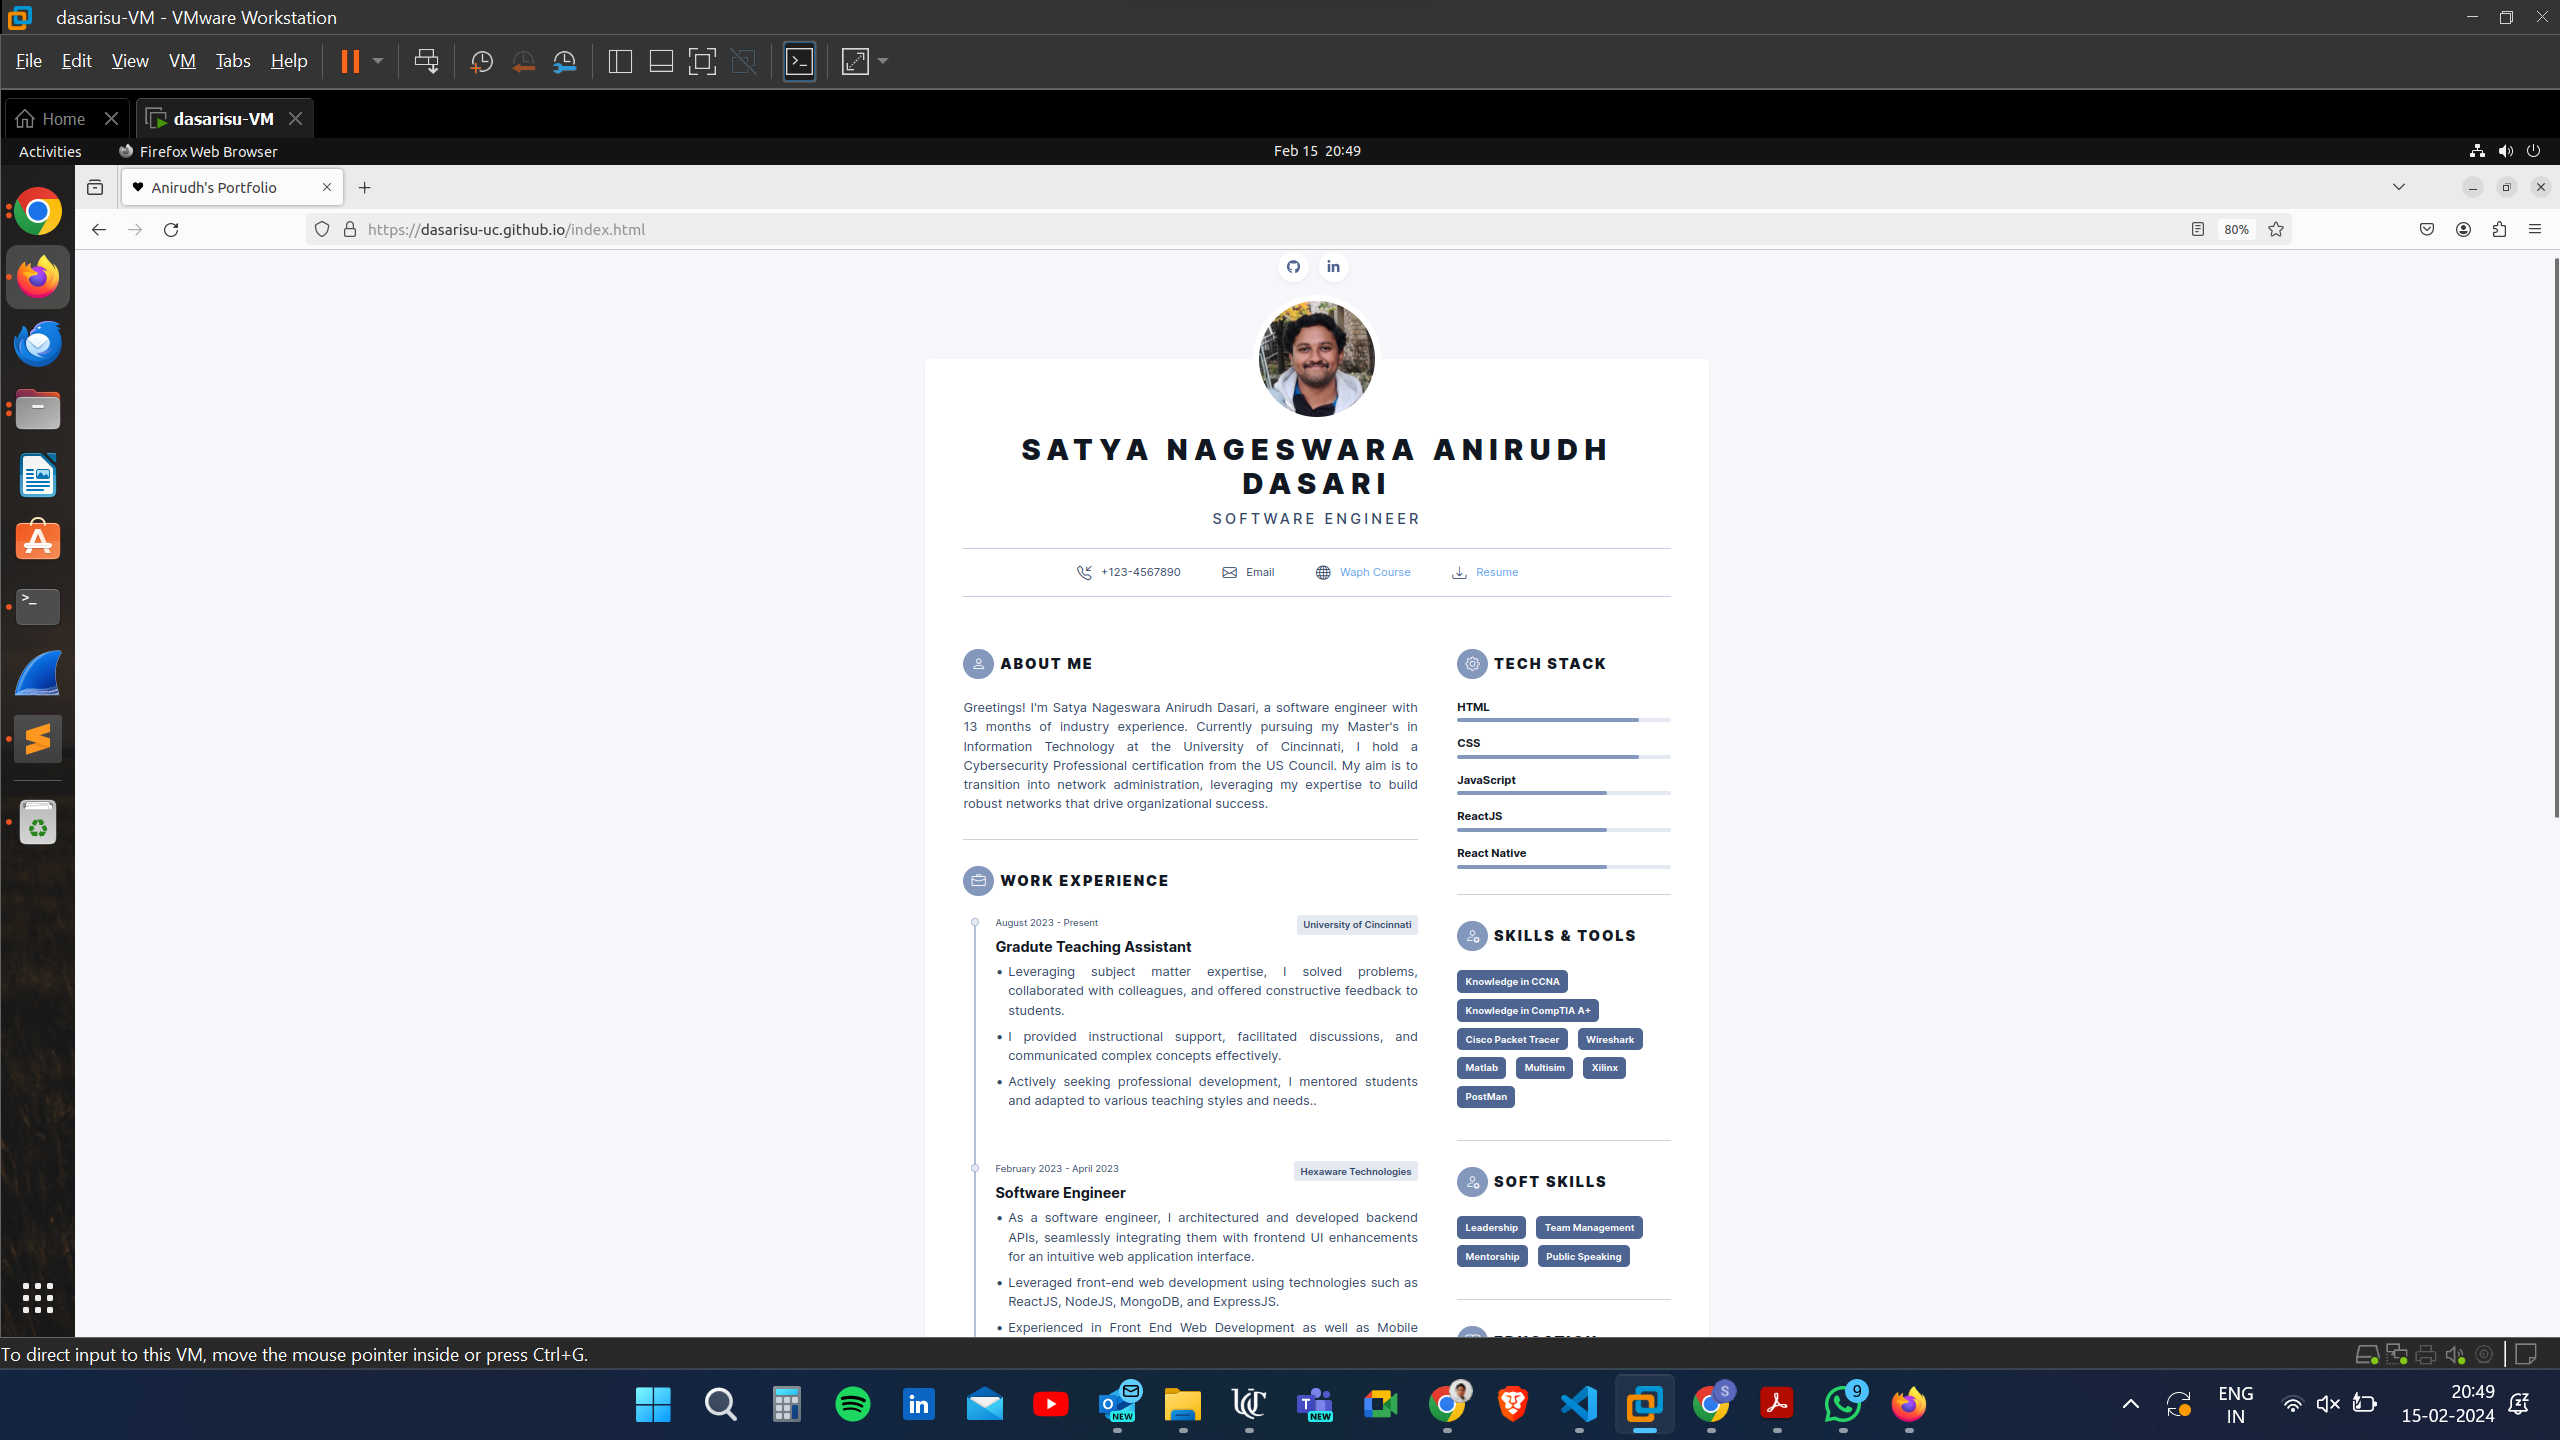 dasarisu-VM - VMware Workstation
File Edit View VM Tabs Help
Home dasarisu-VM
Activities Firefox Web Browser Feb 15 20:49
Anirudh's Portfolio
https://dasarisu-uc.github.io/index.html 80%
SATYA NAGESWARA ANIRUDH
DASARI
SOFTWARE ENGINEER
+123-4567890 Email Waph Course Resume
ABOUT ME
Greetings! I'm Satya Nageswara Anirudh Dasari, a software engineer with
13 months of industry experience. Currently pursuing my Master's in
Information Technology at the University of Cincinnati, I hold a
Cybersecurity Professional certification from the US Council. My aim is to
transition into network administration, leveraging my expertise to build
robust networks that drive organizational success.
WORK EXPERIENCE
August 2023 - Present University of Cincinnati
Gradute Teaching Assistant
• Leveraging subject matter expertise, I solved problems,
collaborated with colleagues, and offered constructive feedback to
students.
• I provided instructional support, facilitated discussions, and
communicated complex concepts effectively.
• Actively seeking professional development, I mentored students
and adapted to various teaching styles and needs..
February 2023 - April 2023 Hexaware Technologies
Software Engineer
• As a software engineer, I architectured and developed backend
APIs, seamlessly integrating them with frontend UI enhancements
for an intuitive web application interface.
• Leveraged front-end web development using technologies such as
ReactJS, NodeJS, MongoDB, and ExpressJS.
• Experienced in Front End Web Development as well as Mobile
TECH STACK
HTML
CSS
JavaScript
ReactJS
React Native
SKILLS & TOOLS
Knowledge in CCNA
Knowledge in CompTIA A+
Cisco Packet Tracer Wireshark
Matlab Multisim Xilinx
PostMan
SOFT SKILLS
Leadership Team Management
Mentorship Public Speaking
To direct input to this VM, move the mouse pointer inside or press Ctrl+G.
NEW NEW S 9
ENG
IN
20:49
15-02-2024